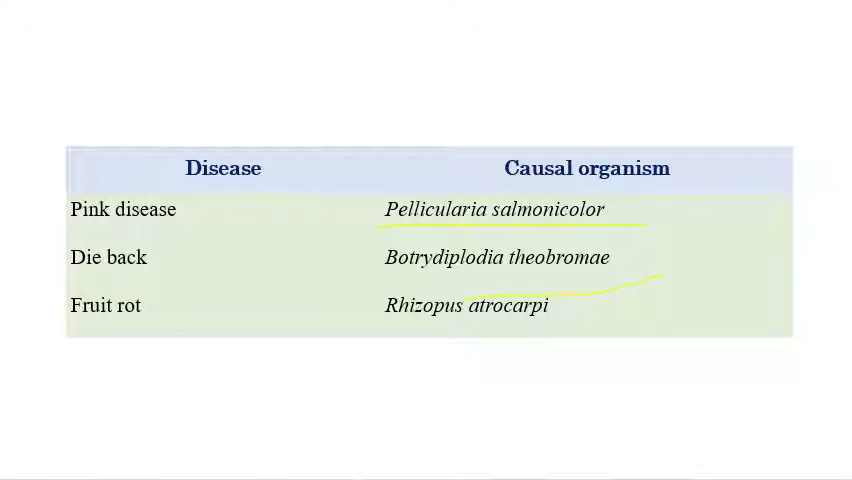 Disease Causal organism
Pink disease Pellicularia salmonicolor
Die back Botrydiplodia theobromae
Fruit rot Rhizopus atrocarpi